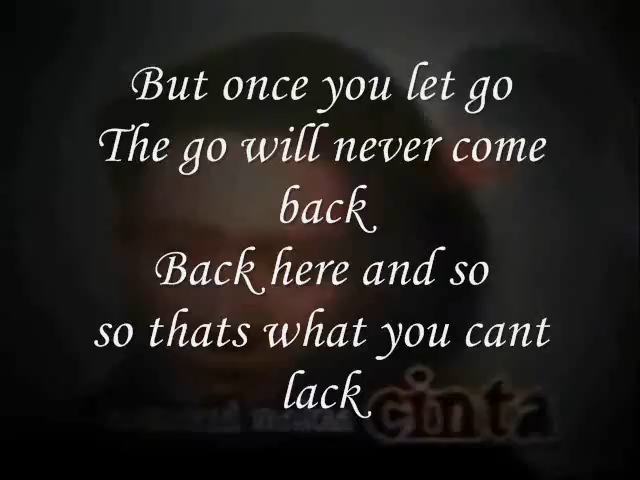 But once you let go
The go will never come
back
Back here and so
so thats what you cant
lack
cinta